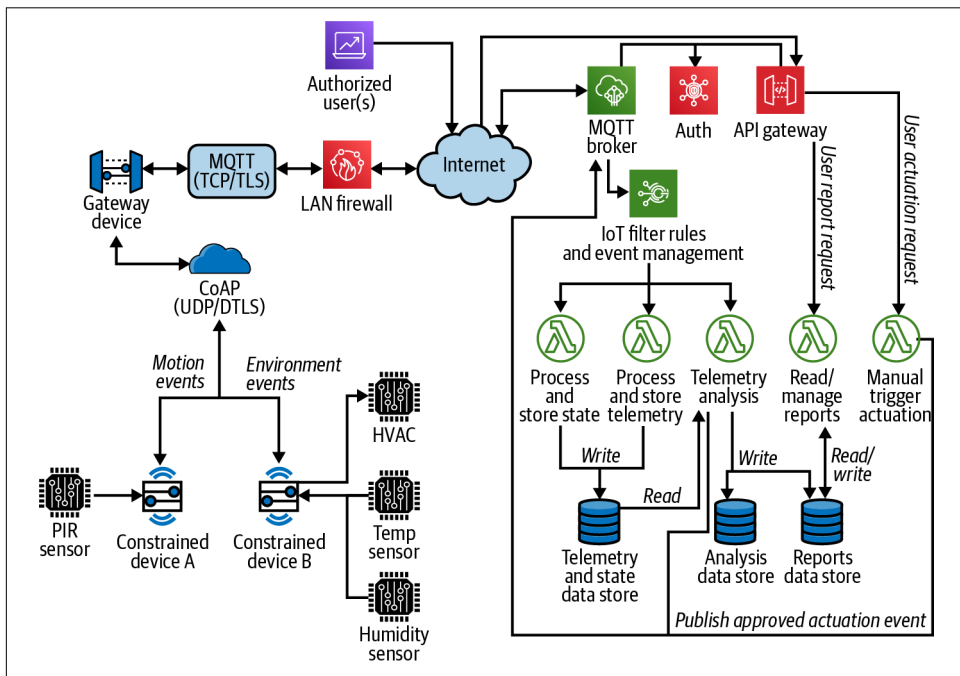 Authorized
user(s)
MQTT
broker
Auth
API gateway
Internet
MQTT
(TCP/TLS)
LAN firewall
Gateway
device
IoT filter rules
and event management
User report request
User actuation request
CoAP
(UDP/DTLS)
Motion
events
Environment
events
HVAC
PIR
sensor
Constrained
device A
Constrained
device B
Temp
sensor
Humidity
sensor
Process
and
store state
Process
and store
telemetry
Telemetry
analysis
Read/
manage
reports
Manual
trigger
actuation
Write
Read
Write
Read/
write
Telemetry
and state
data store
Analysis
data store
Reports
data store
Publish approved actuation event